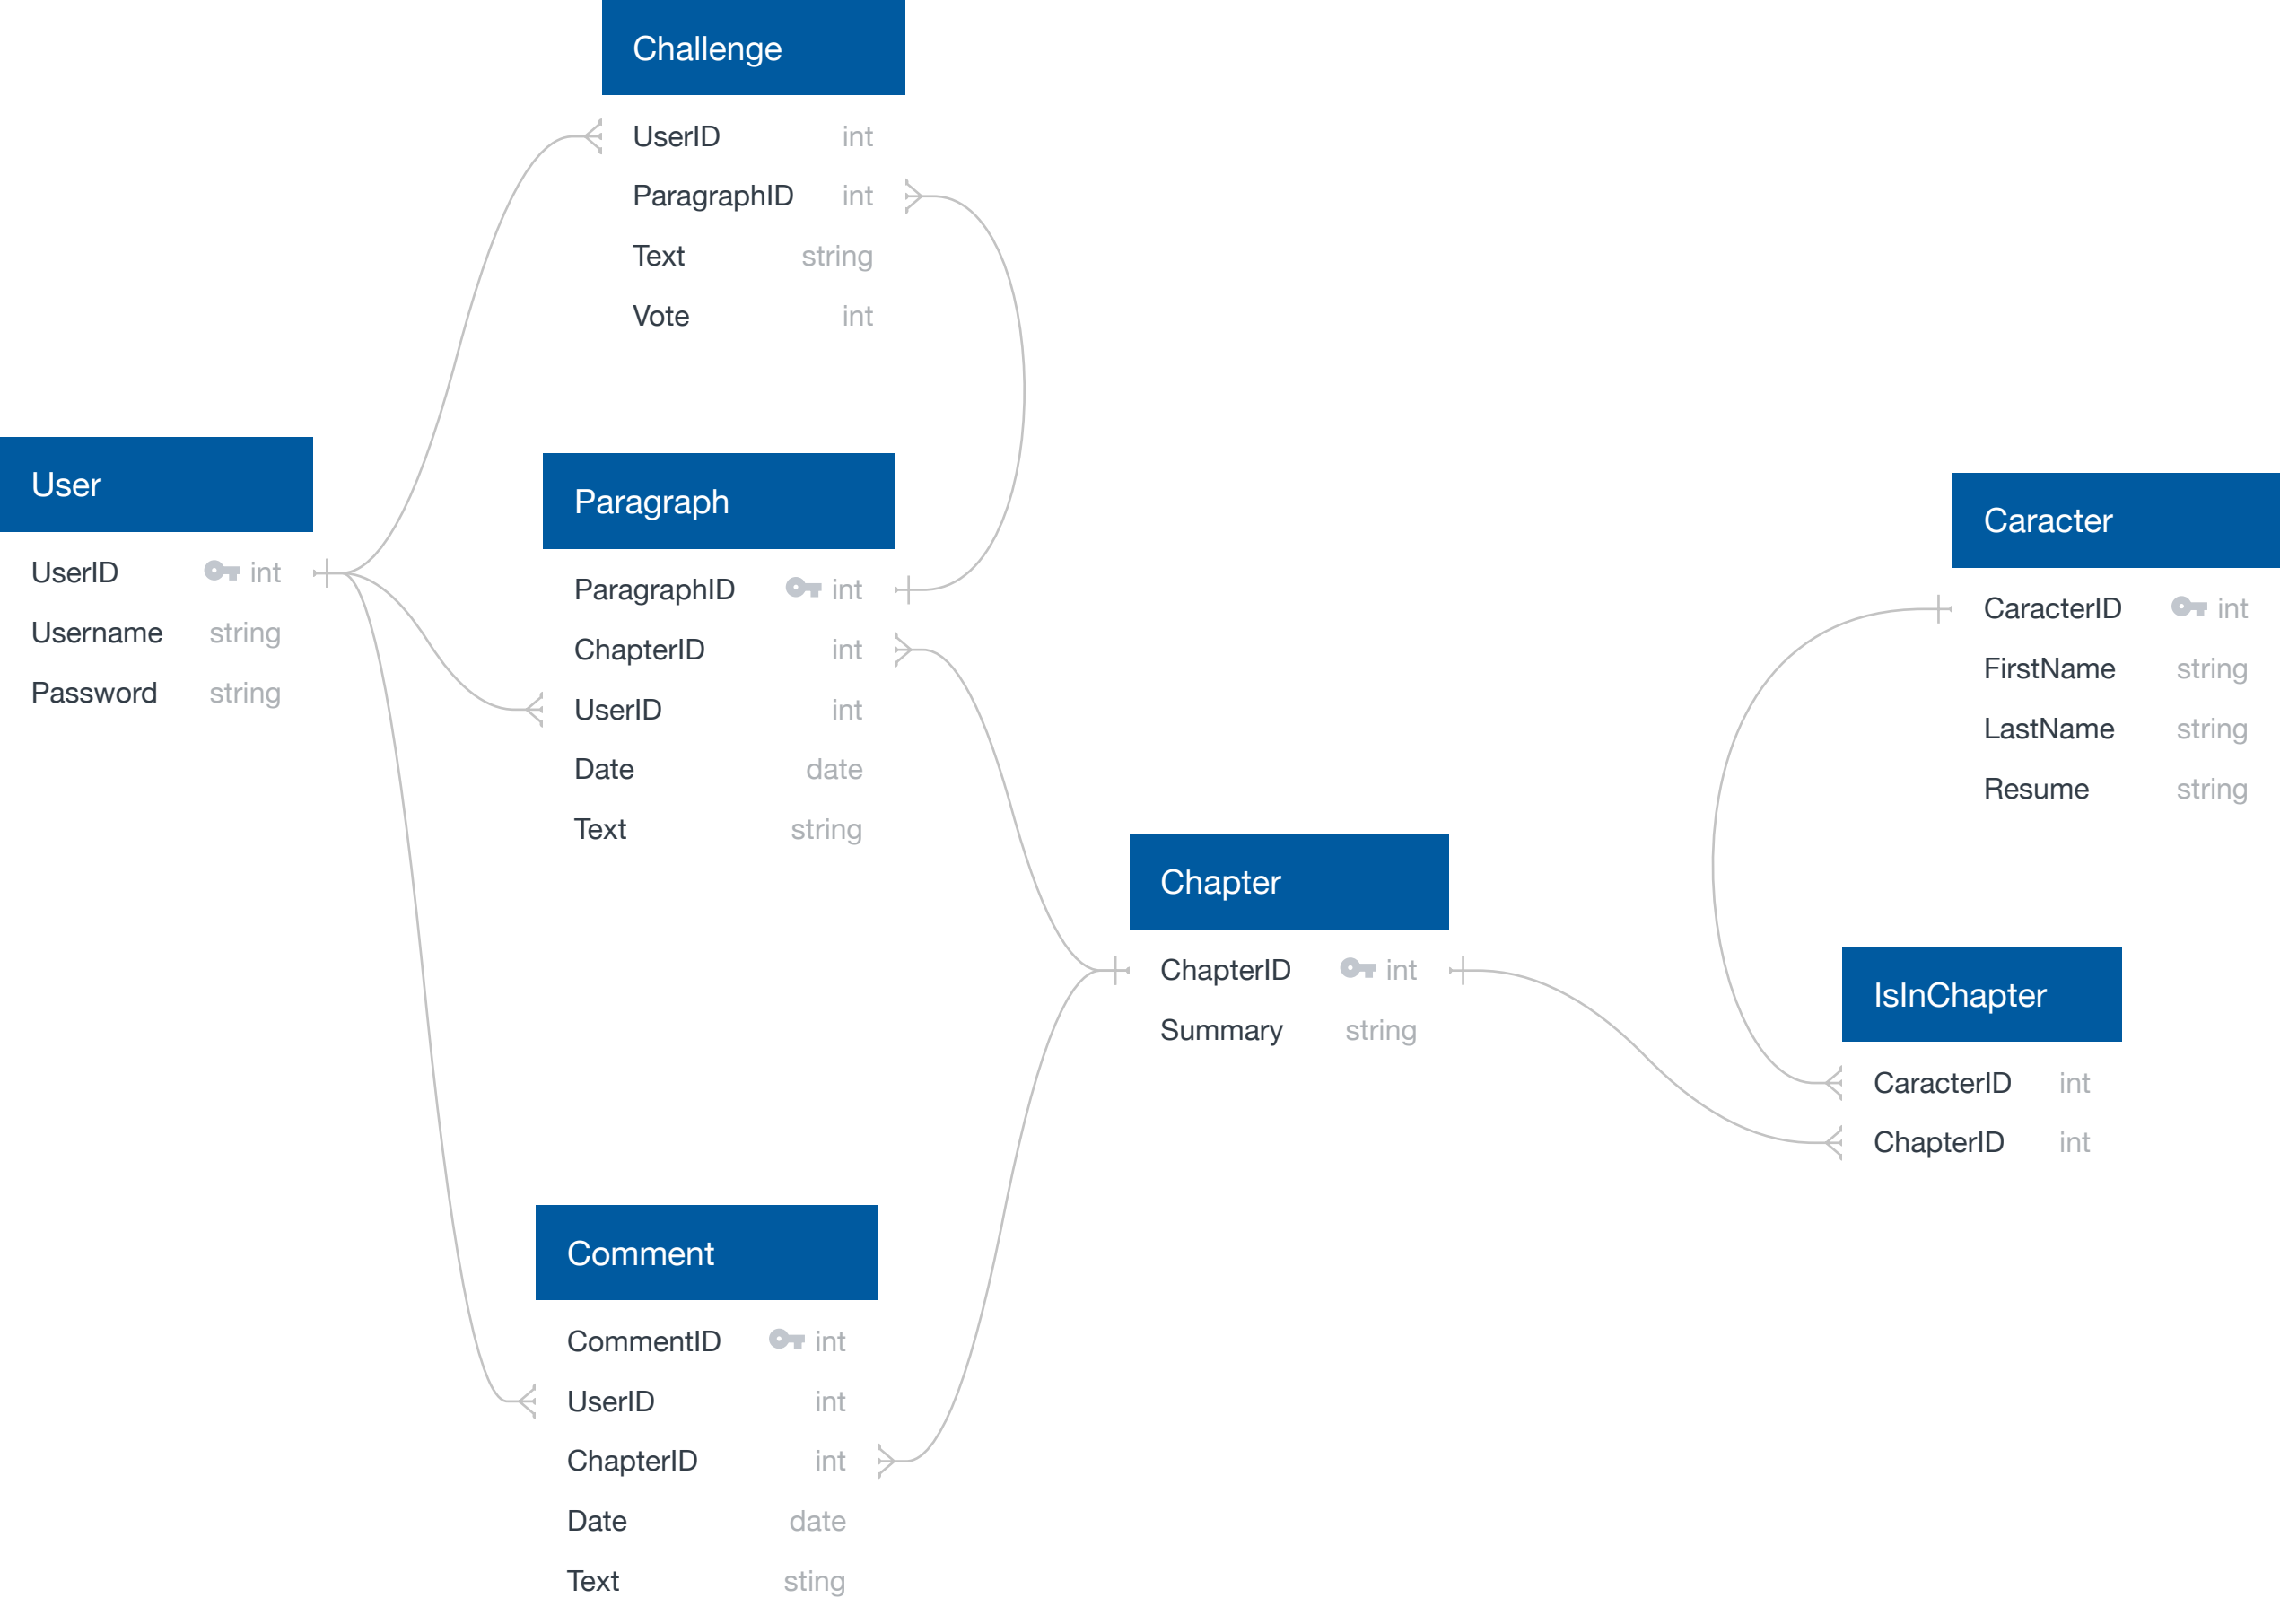 Challenge
UserID int
ParagraphID int
Text string
Vote int
User
UserID int
Username string
Password string
Paragraph
ParagraphID int
ChapterID int
UserID int
Date date
Text string
Caracter
CaracterID int
FirstName string
LastName string
Resume string
Chapter
ChapterID int
Summary string
IsInChapter
CaracterID int
ChapterID int
Comment
CommentID int
UserID int
ChapterID int
Date date
Text sting